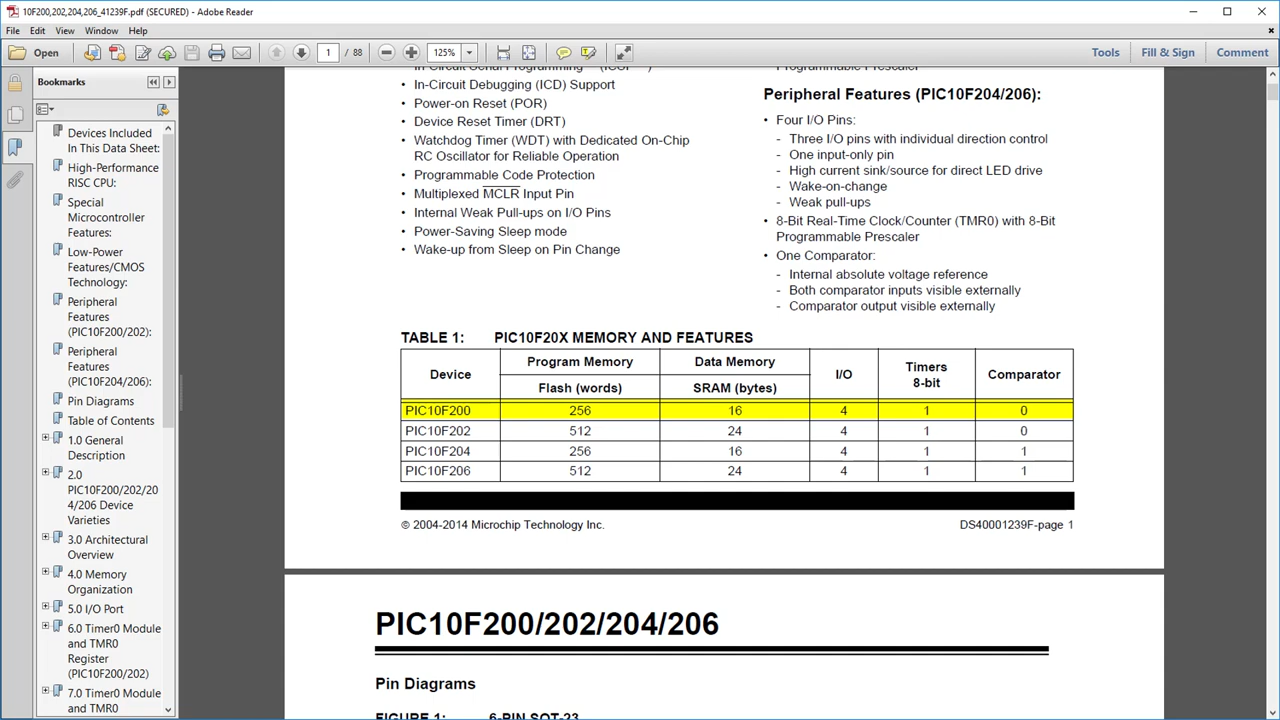 10F200,202,204,206_41239F.pdf (SECURED) - Adobe Reader
File Edit View Window Help
Open 1 / 88 125% Tools Fill & Sign Comment
Bookmarks
Devices Included
In This Data Sheet:
High-Performance
RISC CPU:
Special
Microcontroller
Features:
Low-Power
Features/CMOS
Technology:
Peripheral
Features
(PIC10F200/202):
Peripheral
Features
(PIC10F204/206):
Pin Diagrams
Table of Contents
1.0 General
Description
2.0
PIC10F200/202/20
4/206 Device
Varieties
3.0 Architectural
Overview
4.0 Memory
Organization
5.0 I/O Port
6.0 Timer0 Module
and TMR0
Register
(PIC10F200/202)
7.0 Timer0 Module
and TMR0
• In-Circuit Debugging (ICD) Support
• Power-on Reset (POR)
• Device Reset Timer (DRT)
• Watchdog Timer (WDT) with Dedicated On-Chip
RC Oscillator for Reliable Operation
• Programmable Code Protection
• Multiplexed MCLR Input Pin
• Internal Weak Pull-ups on I/O Pins
• Power-Saving Sleep mode
• Wake-up from Sleep on Pin Change
Programmable Prescaler
Peripheral Features (PIC10F204/206):
• Four I/O Pins:
- Three I/O pins with individual direction control
- One input-only pin
- High current sink/source for direct LED drive
- Wake-on-change
- Weak pull-ups
• 8-Bit Real-Time Clock/Counter (TMR0) with 8-Bit
Programmable Prescaler
• One Comparator:
- Internal absolute voltage reference
- Both comparator inputs visible externally
- Comparator output visible externally
TABLE 1: PIC10F20X MEMORY AND FEATURES
Device Program Memory Data Memory I/O Timers 8-bit Comparator
Flash (words) SRAM (bytes)
PIC10F200 256 16 4 1 0
PIC10F202 512 24 4 1 0
PIC10F204 256 16 4 1 1
PIC10F206 512 24 4 1 1
© 2004-2014 Microchip Technology Inc. DS40001239F-page 1
PIC10F200/202/204/206
Pin Diagrams
FIGURE 1: 6-PIN SOT-23